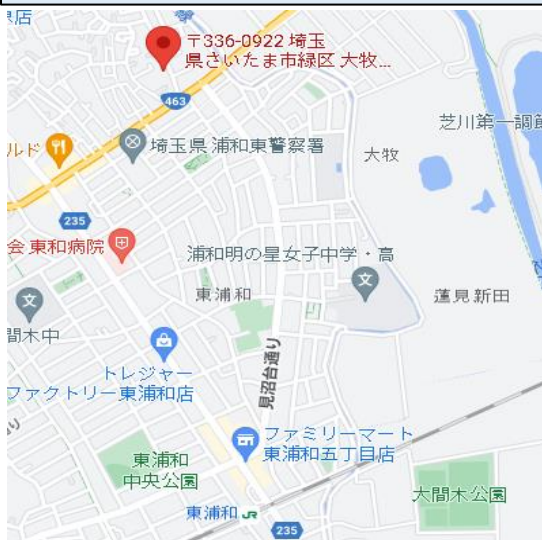 県店
〒336-0922 埼玉
県さいたま市緑区 大牧...
463
芝川第一調節
ルド
埼玉県 浦和東警察署
大牧
235
会 東和病院
浦和明の星女子中学・高
東浦和
蓮見新田
間木中
トレジャー
ファクトリー東浦和店
見沼台通り
ファミリーマート
東浦和五丁目店
東浦和
中央公園
大間木公園
東浦和
JR
235